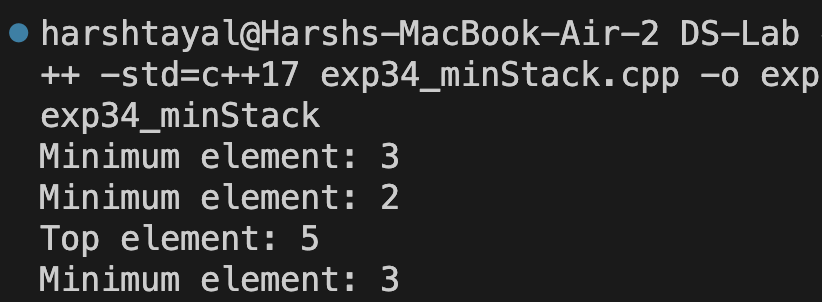 harshtayal@Harshs-MacBook-Air-2 DS-Lab
++ -std=c++17 exp34_minStack.cpp -o exp
exp34_minStack
Minimum element: 3
Minimum element: 2
Top element: 5
Minimum element: 3